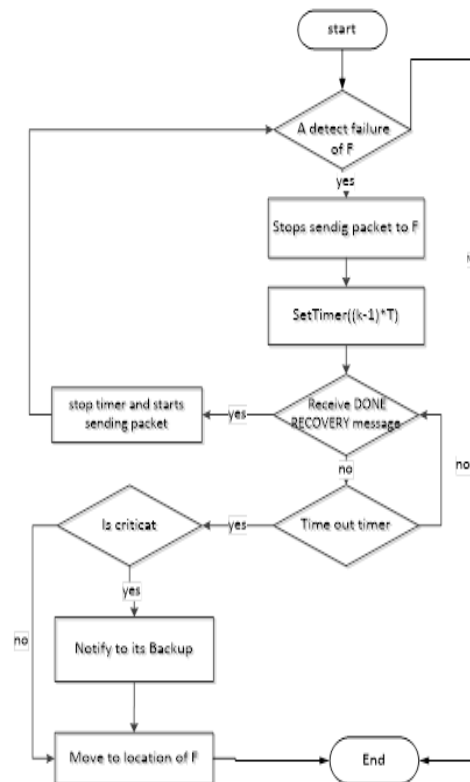 start
A detect failure
of F
yes
Stops sendig packet to F
SetTimer((k-1)*T)
Receive DONE
RECOVERY message
yes
stop timer and starts
sending packet
no
no
Time out timer
yes
Is criticat
yes
no
Notify to its Backup
Move to location of F
End